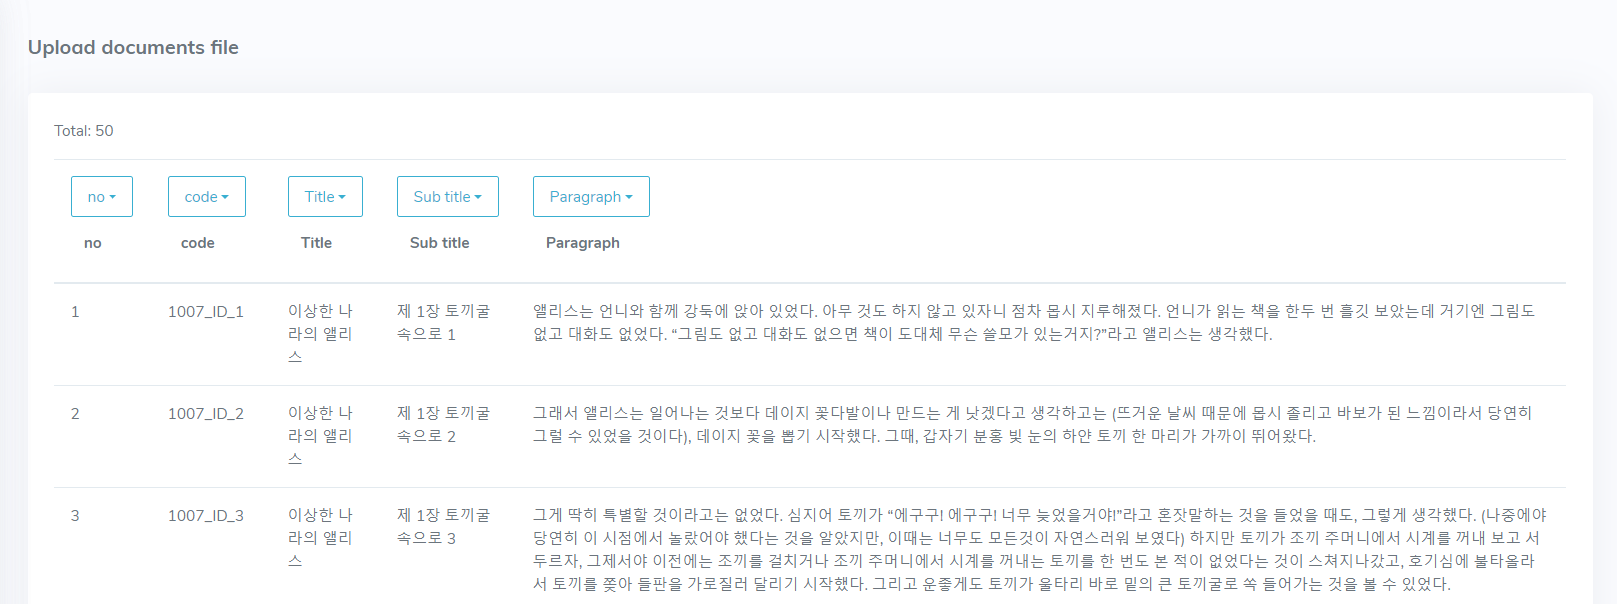 Upload documents file
Total: 50
no code Title Sub title Paragraph
no code Title Sub title Paragraph
1 1007_ID_1 이상한 나 제 1장 토끼굴 앨리스는 언니와 함께 강둑에 앉아 있었다. 아무 것도 하지 않고 있자니 점차 몹시 지루해졌다. 언니가 읽는 책을 한두 번 흘깃 보았는데 거기엔 그림도
라의 앨리 속으로 1 없고 대화도 없었다. “그림도 없고 대화도 없으면 책이 도대체 무슨 쓸모가 있는거지?”라고 앨리스는 생각했다.
스
2 1007_ID_2 이상한 나 제 1장 토끼굴 그래서 앨리스는 일어나는 것보다 데이지 꽃다발이나 만드는 게 낫겠다고 생각하고는 (뜨거운 날씨 때문에 몹시 졸리고 바보가 된 느낌이라서 당연히
라의 앨리 속으로 2 그럴 수 있었을 것이다), 데이지 꽃을 뽑기 시작했다. 그때, 갑자기 분홍 빛 눈의 하얀 토끼 한 마리가 가까이 뛰어왔다.
스
3 1007_ID_3 이상한 나 제 1장 토끼굴 그게 딱히 특별할 것이라고는 없었다. 심지어 토끼가 “에구구! 에구구! 너무 늦었을거야!”라고 혼잣말하는 것을 들었을 때도, 그렇게 생각했다. (나중에야
라의 앨리 속으로 3 당연히 이 시점에서 놀랐어야 했다는 것을 알았지만, 이때는 너무도 모든것이 자연스러워 보였다) 하지만 토끼가 조끼 주머니에서 시계를 꺼내 보고 서
스 두르자, 그제서야 이전에는 조끼를 걸치거나 조끼 주머니에서 시계를 꺼내는 토끼를 한 번도 본 적이 없었다는 것이 스쳐지나갔고, 호기심에 불타올라
서 토끼를 쫒아 들판을 가로질러 달리기 시작했다. 그리고 운좋게도 토끼가 울타리 바로 밑의 큰 토끼굴로 쏙 들어가는 것을 볼 수 있었다.